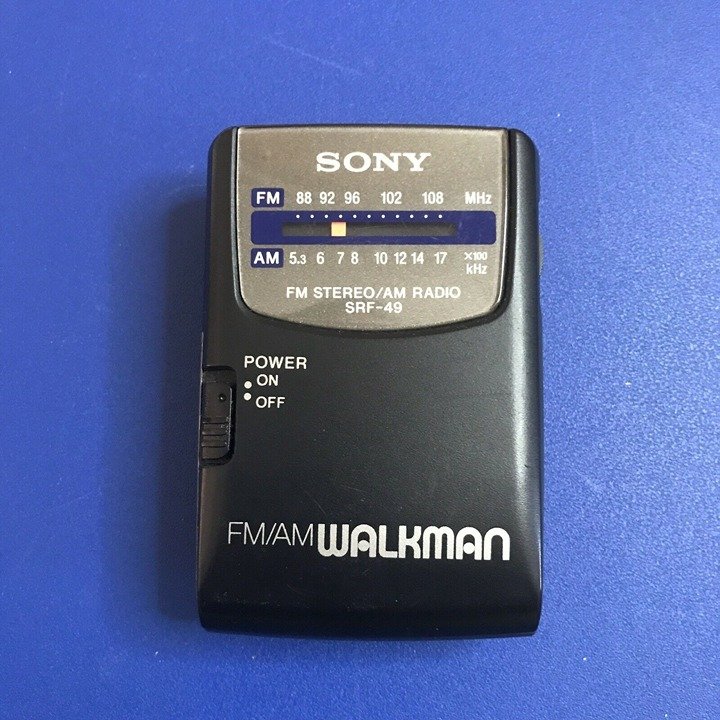 SONY
FM 88 92 96 102 108 MHz
AM 5.3 6 7 8 10 12 14 17 ×100 kHz
FM STEREO/AM RADIO
SRF-49
POWER
ON
OFF
FM/AM WALKMAN